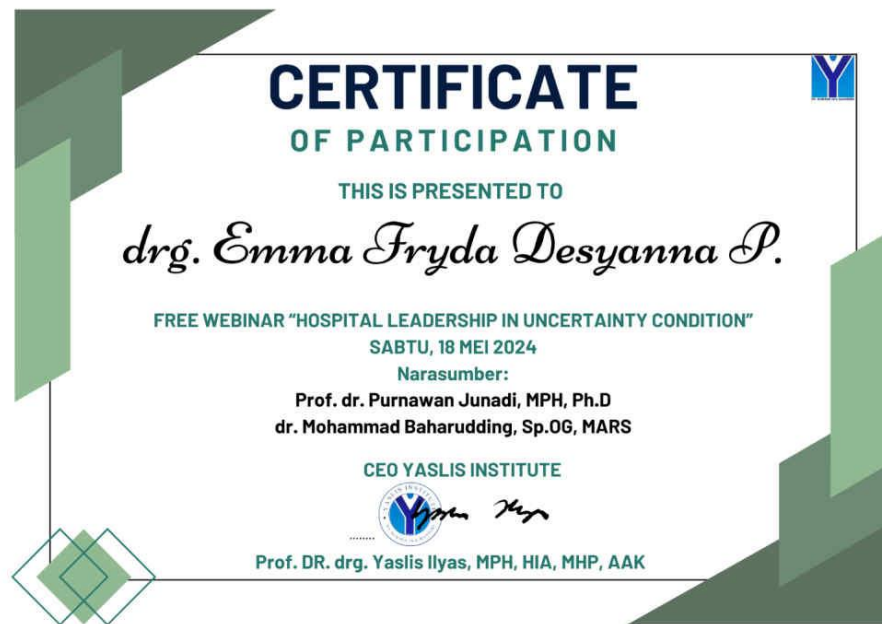 CERTIFICATE
OF PARTICIPATION
THIS IS PRESENTED TO
drg. Emma Fryda Desyanna P.
FREE WEBINAR “HOSPITAL LEADERSHIP IN UNCERTAINTY CONDITION”
SABTU, 18 MEI 2024
Narasumber:
Prof. dr. Purnawan Junadi, MPH, Ph.D
dr. Mohammad Baharudding, Sp.OG, MARS
CEO YASLIS INSTITUTE
YASLIS INSTITUTE
........
Prof. DR. drg. Yaslis Ilyas, MPH, HIA, MHP, AAK